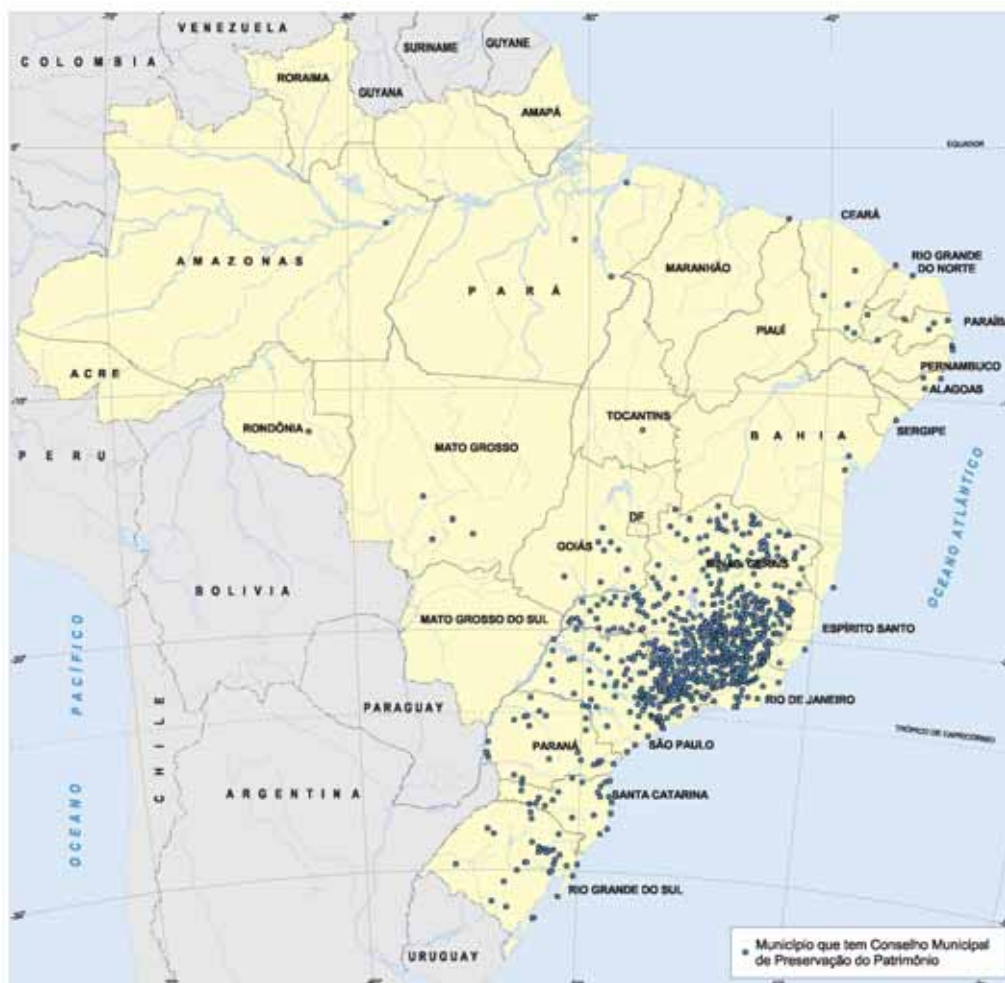 VENEZUELA
COLOMBIA
SURINAME
GUYANE
GUYANA
RORAIMA
AMAPÁ
EQUADOR
0°
CEARÁ
AMAZONAS
PARÁ
MARANHÃO
RIO GRANDE
DO NORTE
PIAUÍ
ACRE
PERNAMBUCO
ALAGOAS
TOCANTINS
RONDÔNIA
MATO GROSSO
BAHIA
SERGIPE
PERU
OCEANO ATLÂNTICO
DF
GOIÁS
MINAS GERAIS
BOLIVIA
MATO GROSSO DO SUL
ESPÍRITO SANTO
OCEANO PACÍFICO
CHILE
PARAGUAY
RIO DE JANEIRO
TRÓPICO DE CAPRICÓRNIO
PARANÁ
SÃO PAULO
ARGENTINA
SANTA CATARINA
RIO GRANDE DO SUL
URUGUAY
Município que tem Conselho Municipal
de Preservação do Patrimônio